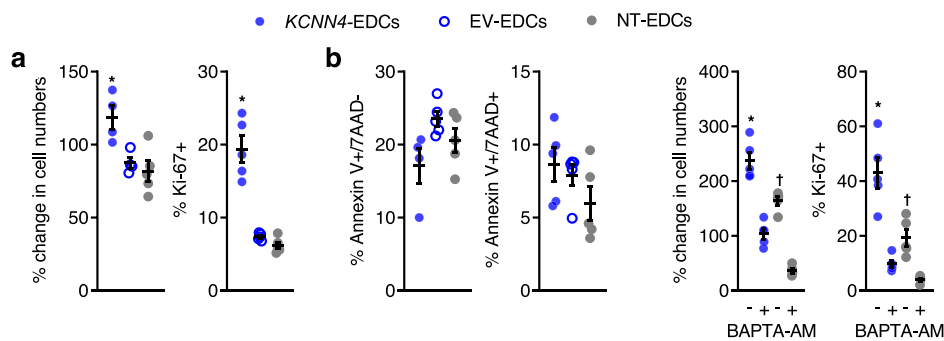 KCNN4-EDCs EV-EDCs NT-EDCs
a
% change in cell numbers
150
100
50
0
*
% Ki-67+
30
20
10
0
*
b
% Annexin V+/7AAD-
30
20
10
0
% Annexin V+/7AAD+
15
10
5
0
% change in cell numbers
400
300
200
100
0
*
†
- + - +
BAPTA-AM
% Ki-67+
80
60
40
20
0
*
†
- + - +
BAPTA-AM